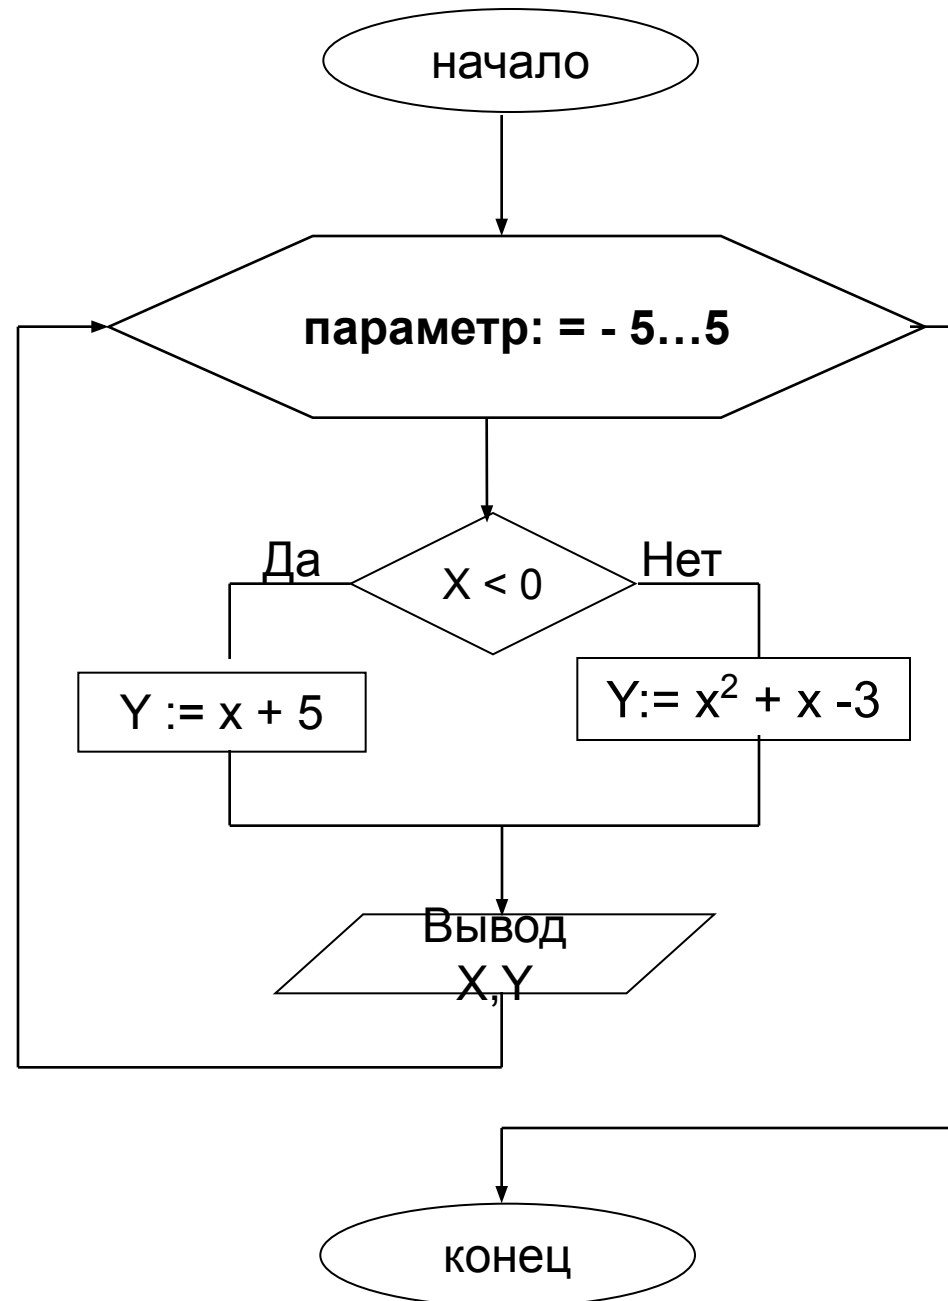 начало
параметр: = - 5…5
Да
Нет
X < 0
Y := x + 5
Y:= x² + x -3
Вывод
X,Y
конец